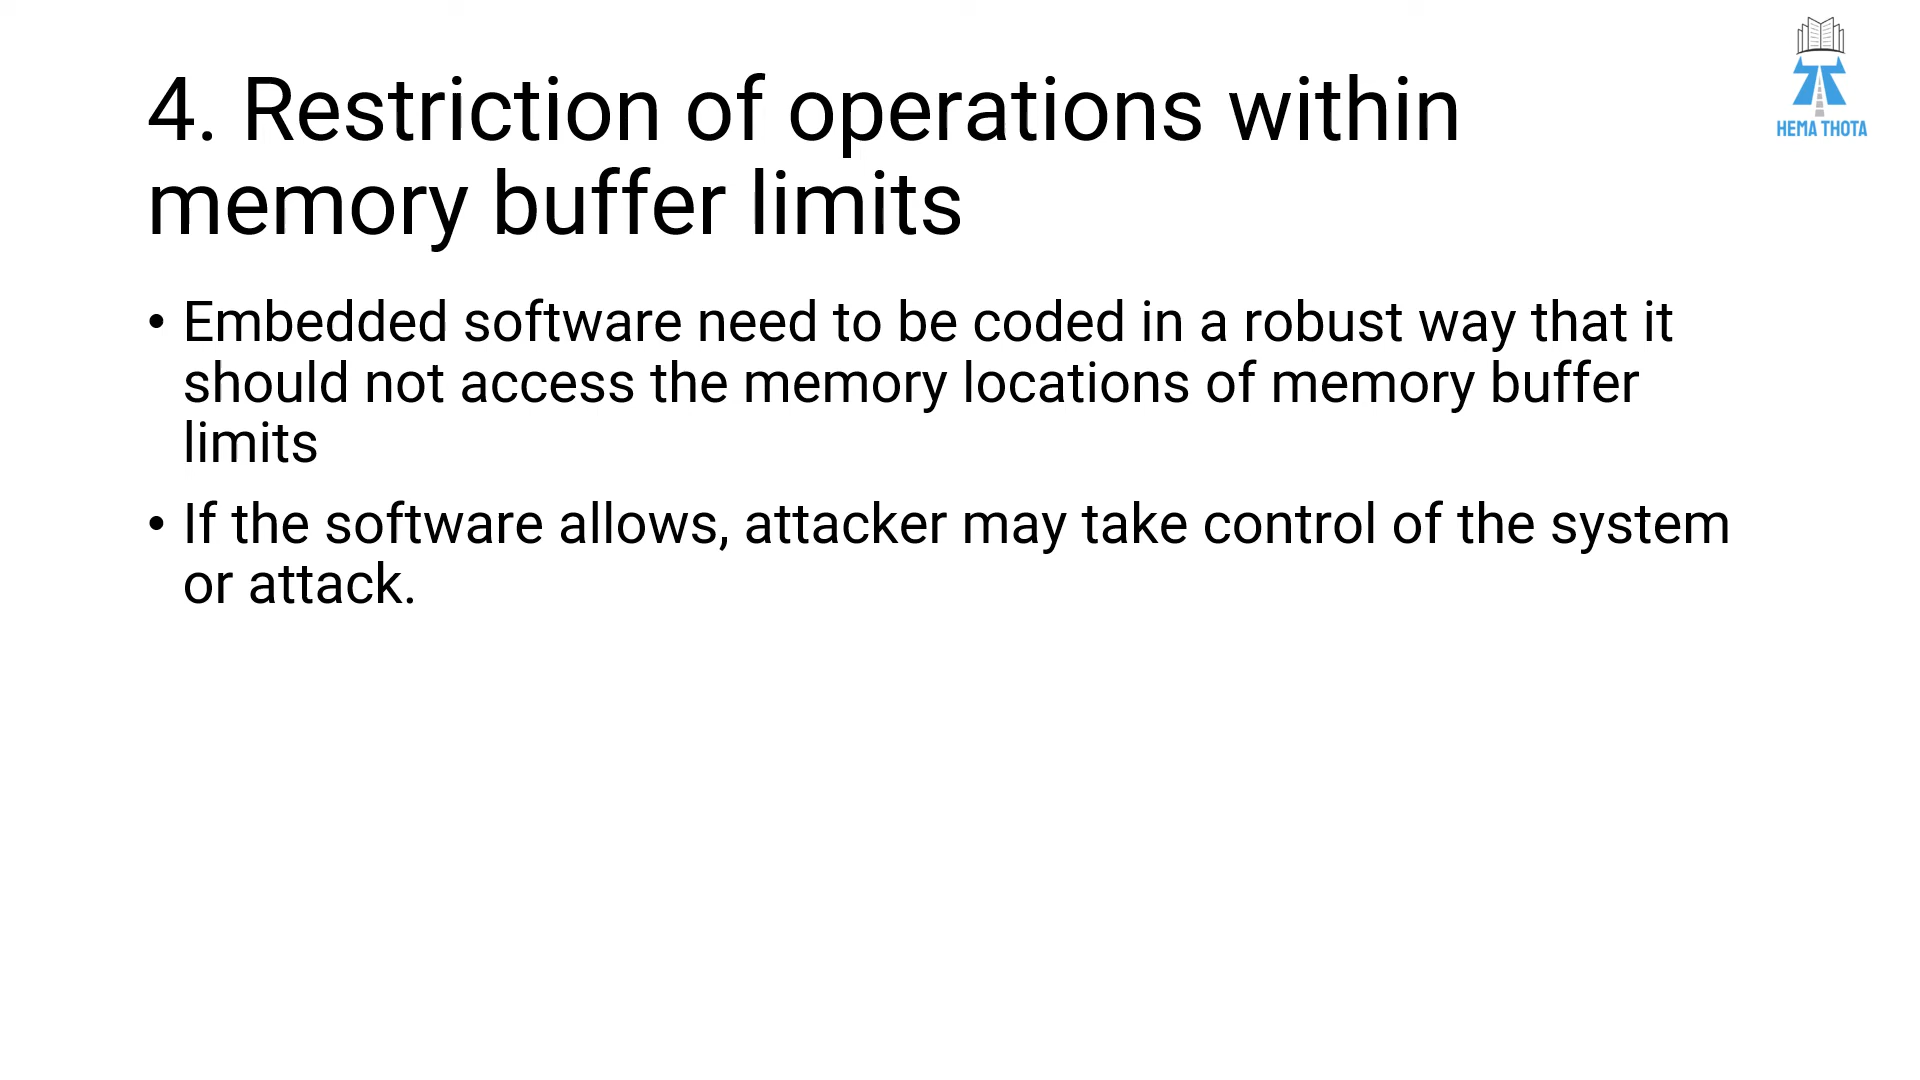 4. Restriction of operations within
memory buffer limits
HEMA THOTA
• Embedded software need to be coded in a robust way that it
should not access the memory locations of memory buffer
limits
• If the software allows, attacker may take control of the system
or attack.